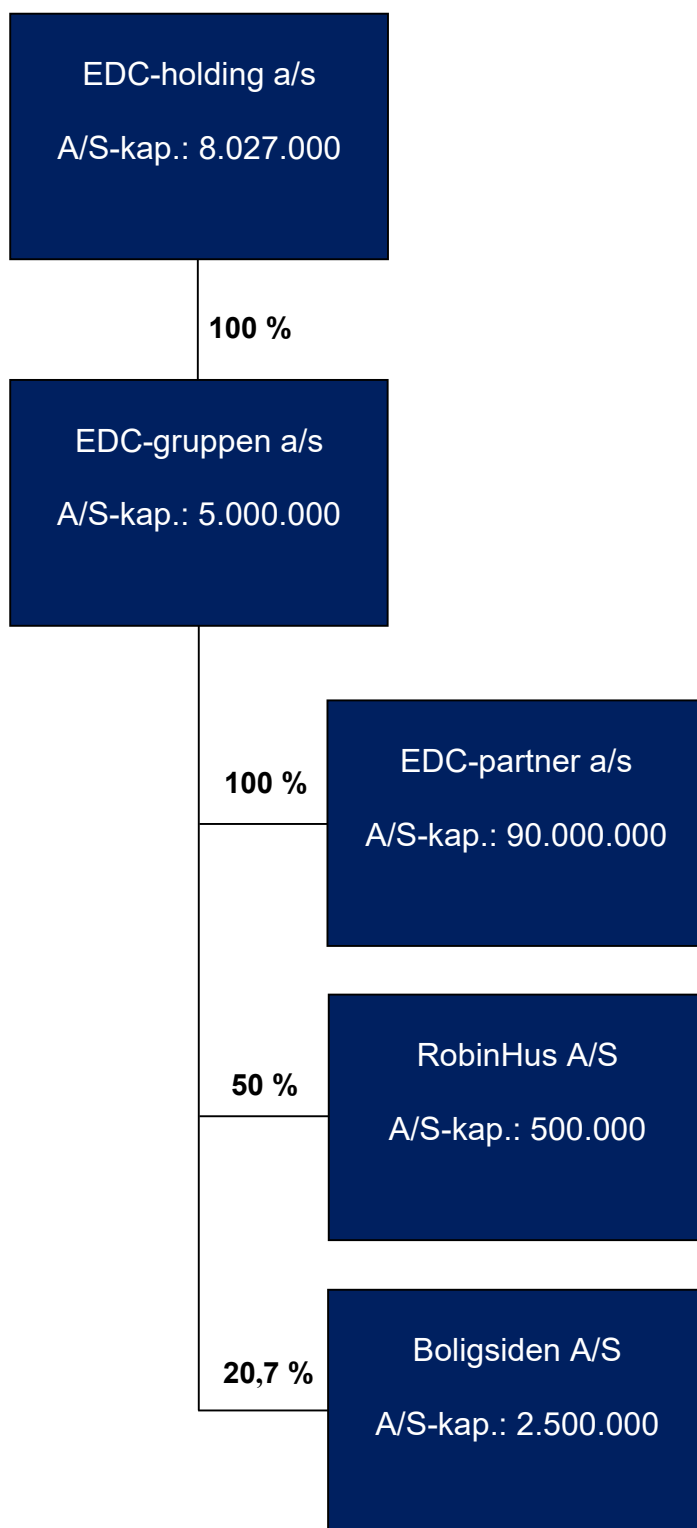 EDC-holding a/s
A/S-kap.: 8.027.000
100 %
EDC-gruppen a/s
A/S-kap.: 5.000.000
100 %
EDC-partner a/s
A/S-kap.: 90.000.000
50 %
RobinHus A/S
A/S-kap.: 500.000
20,7 %
Boligsiden A/S
A/S-kap.: 2.500.000